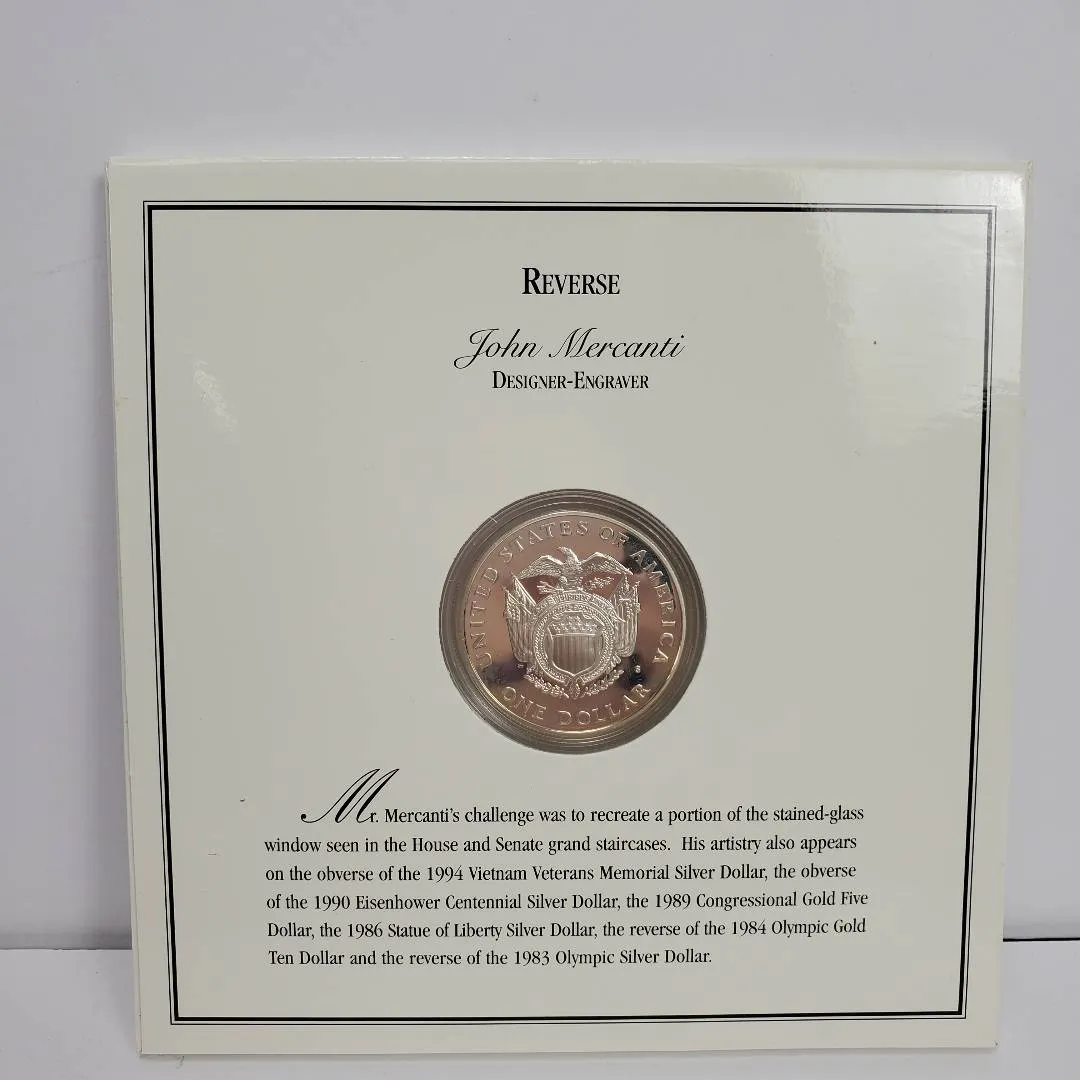 REVERSE
John Mercanti
DESIGNER-ENGRAVER
UNITED STATES OF AMERICA
S
ONE DOLLAR
Mr. Mercanti's challenge was to recreate a portion of the stained-glass
window seen in the House and Senate grand staircases. His artistry also appears
on the obverse of the 1994 Vietnam Veterans Memorial Silver Dollar, the obverse
of the 1990 Eisenhower Centennial Silver Dollar, the 1989 Congressional Gold Five
Dollar, the 1986 Statue of Liberty Silver Dollar, the reverse of the 1984 Olympic Gold
Ten Dollar and the reverse of the 1983 Olympic Silver Dollar.